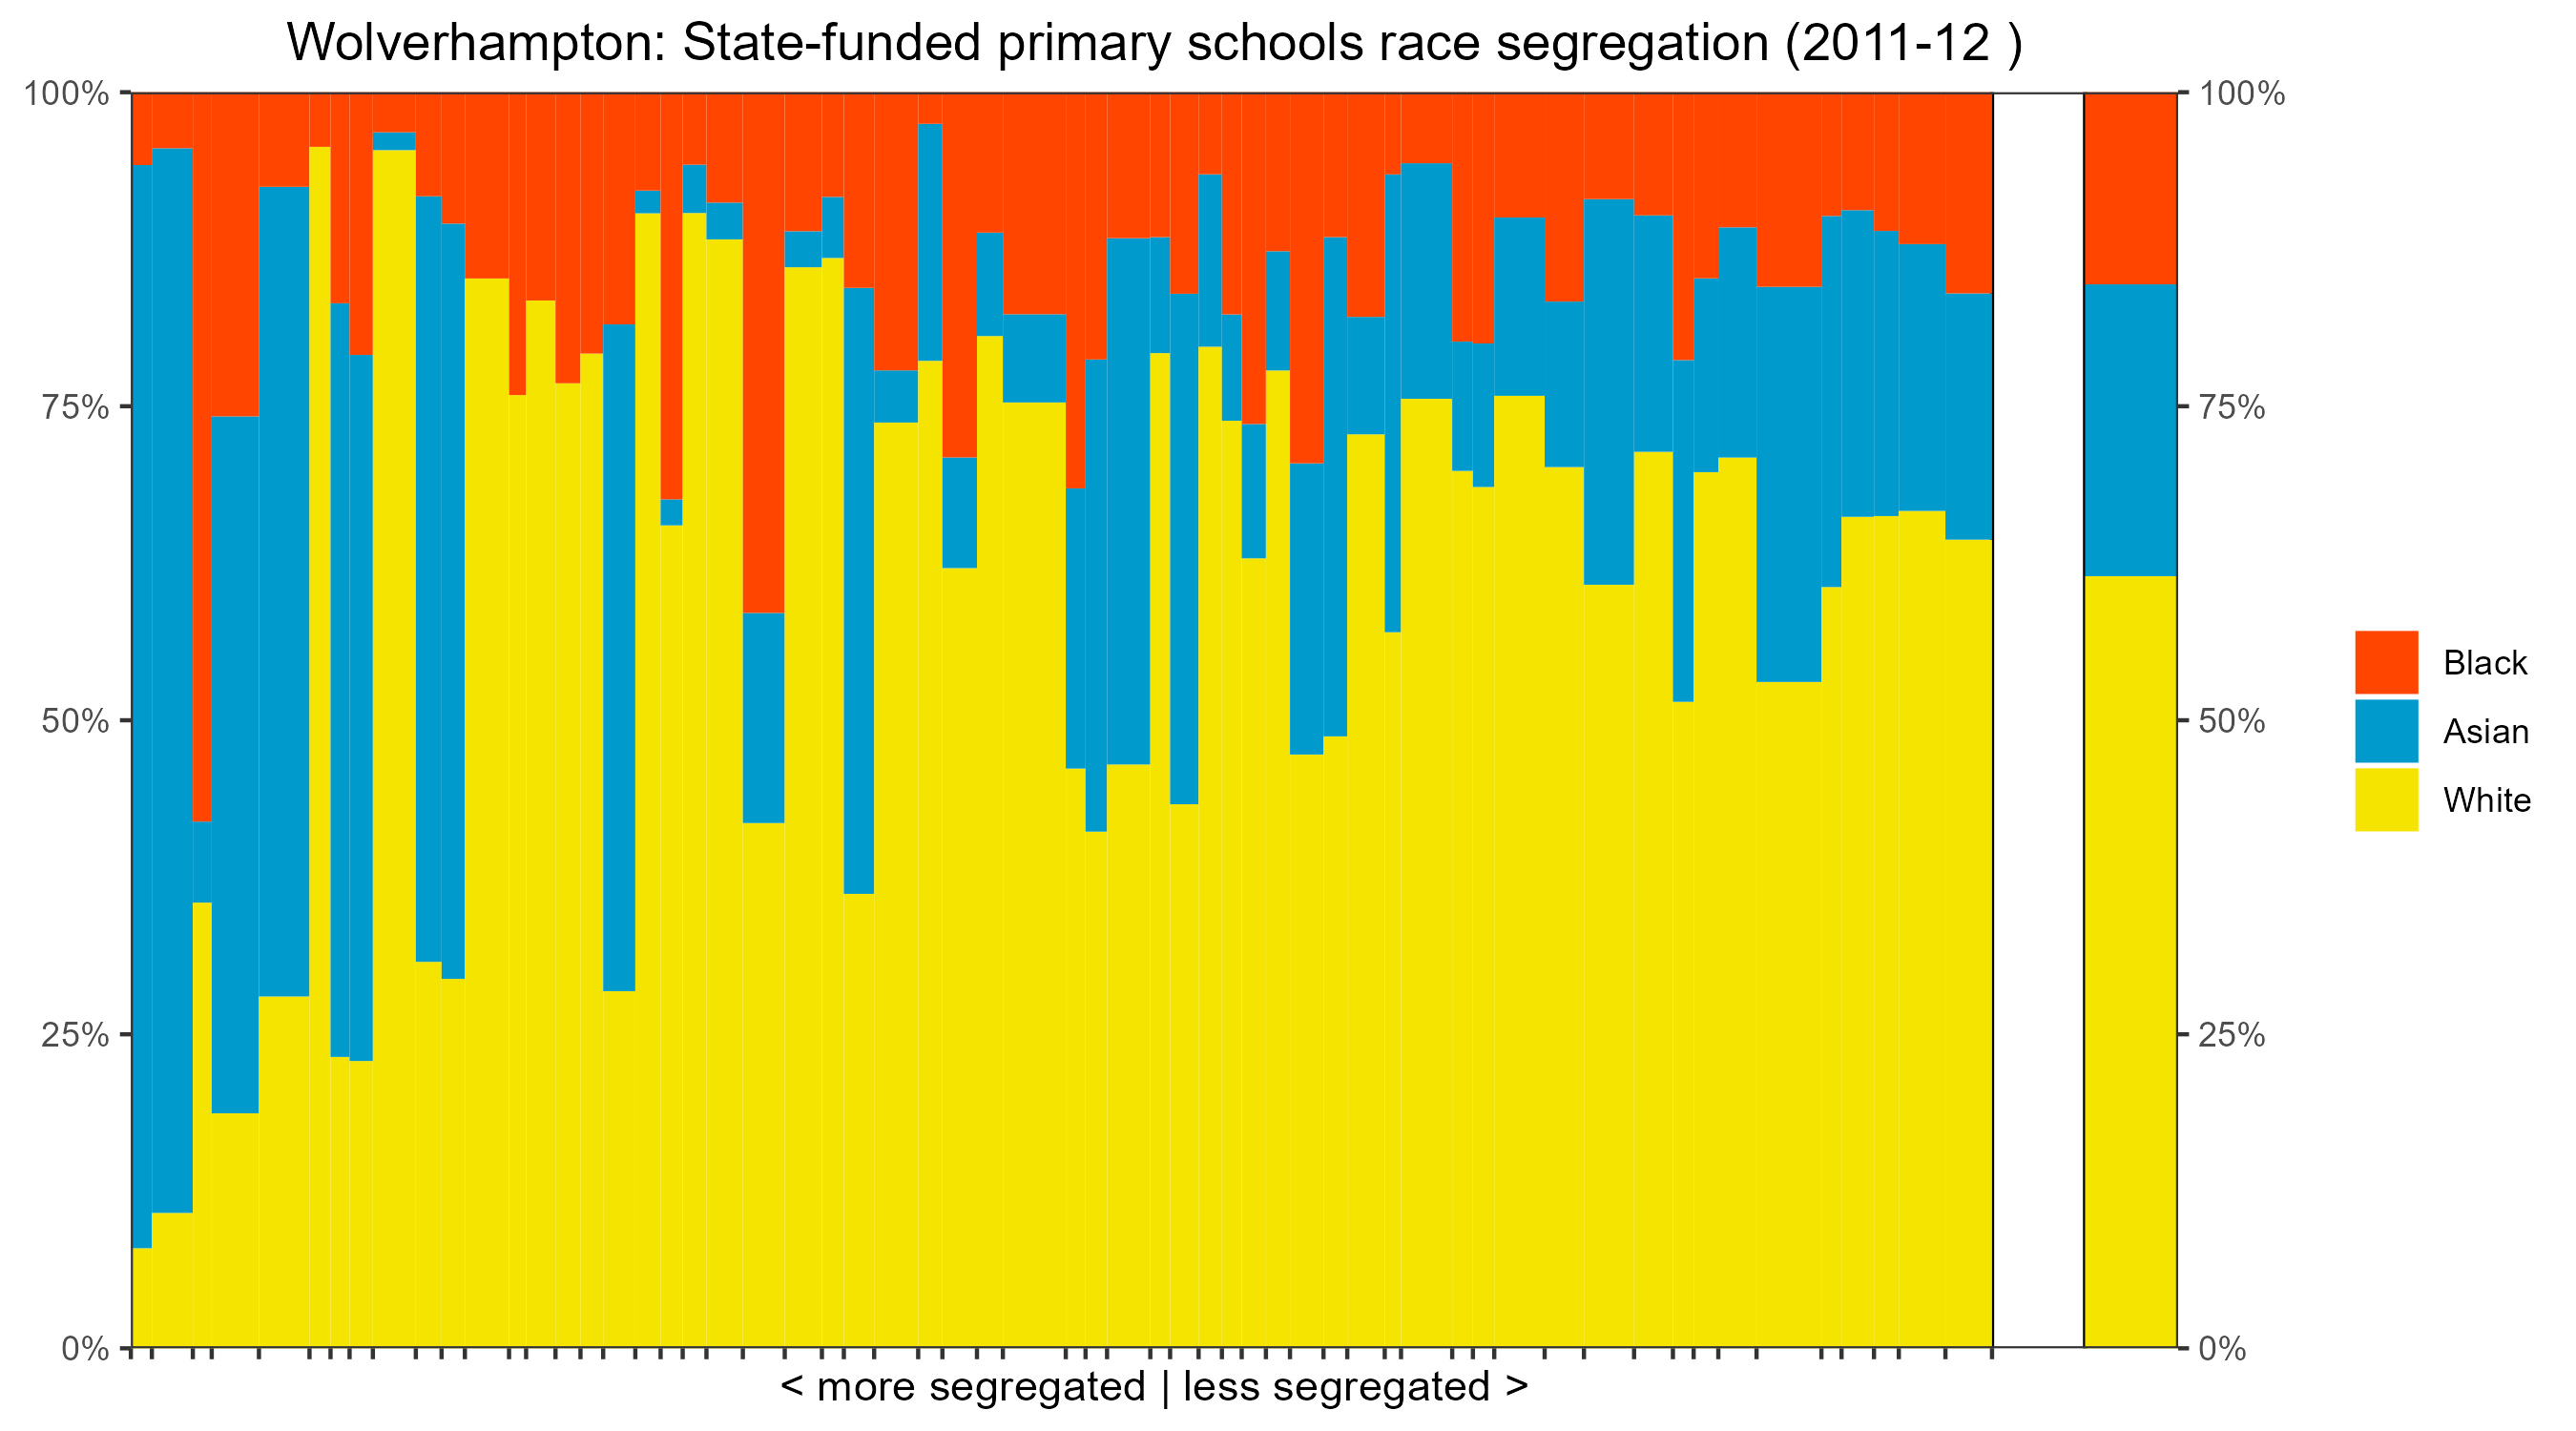 Wolverhampton: State-funded primary schools race segregation (2011-12 )
100%
75%
50%
25%
0%
100%
75%
50%
25%
0%
Black
Asian
White
< more segregated | less segregated >